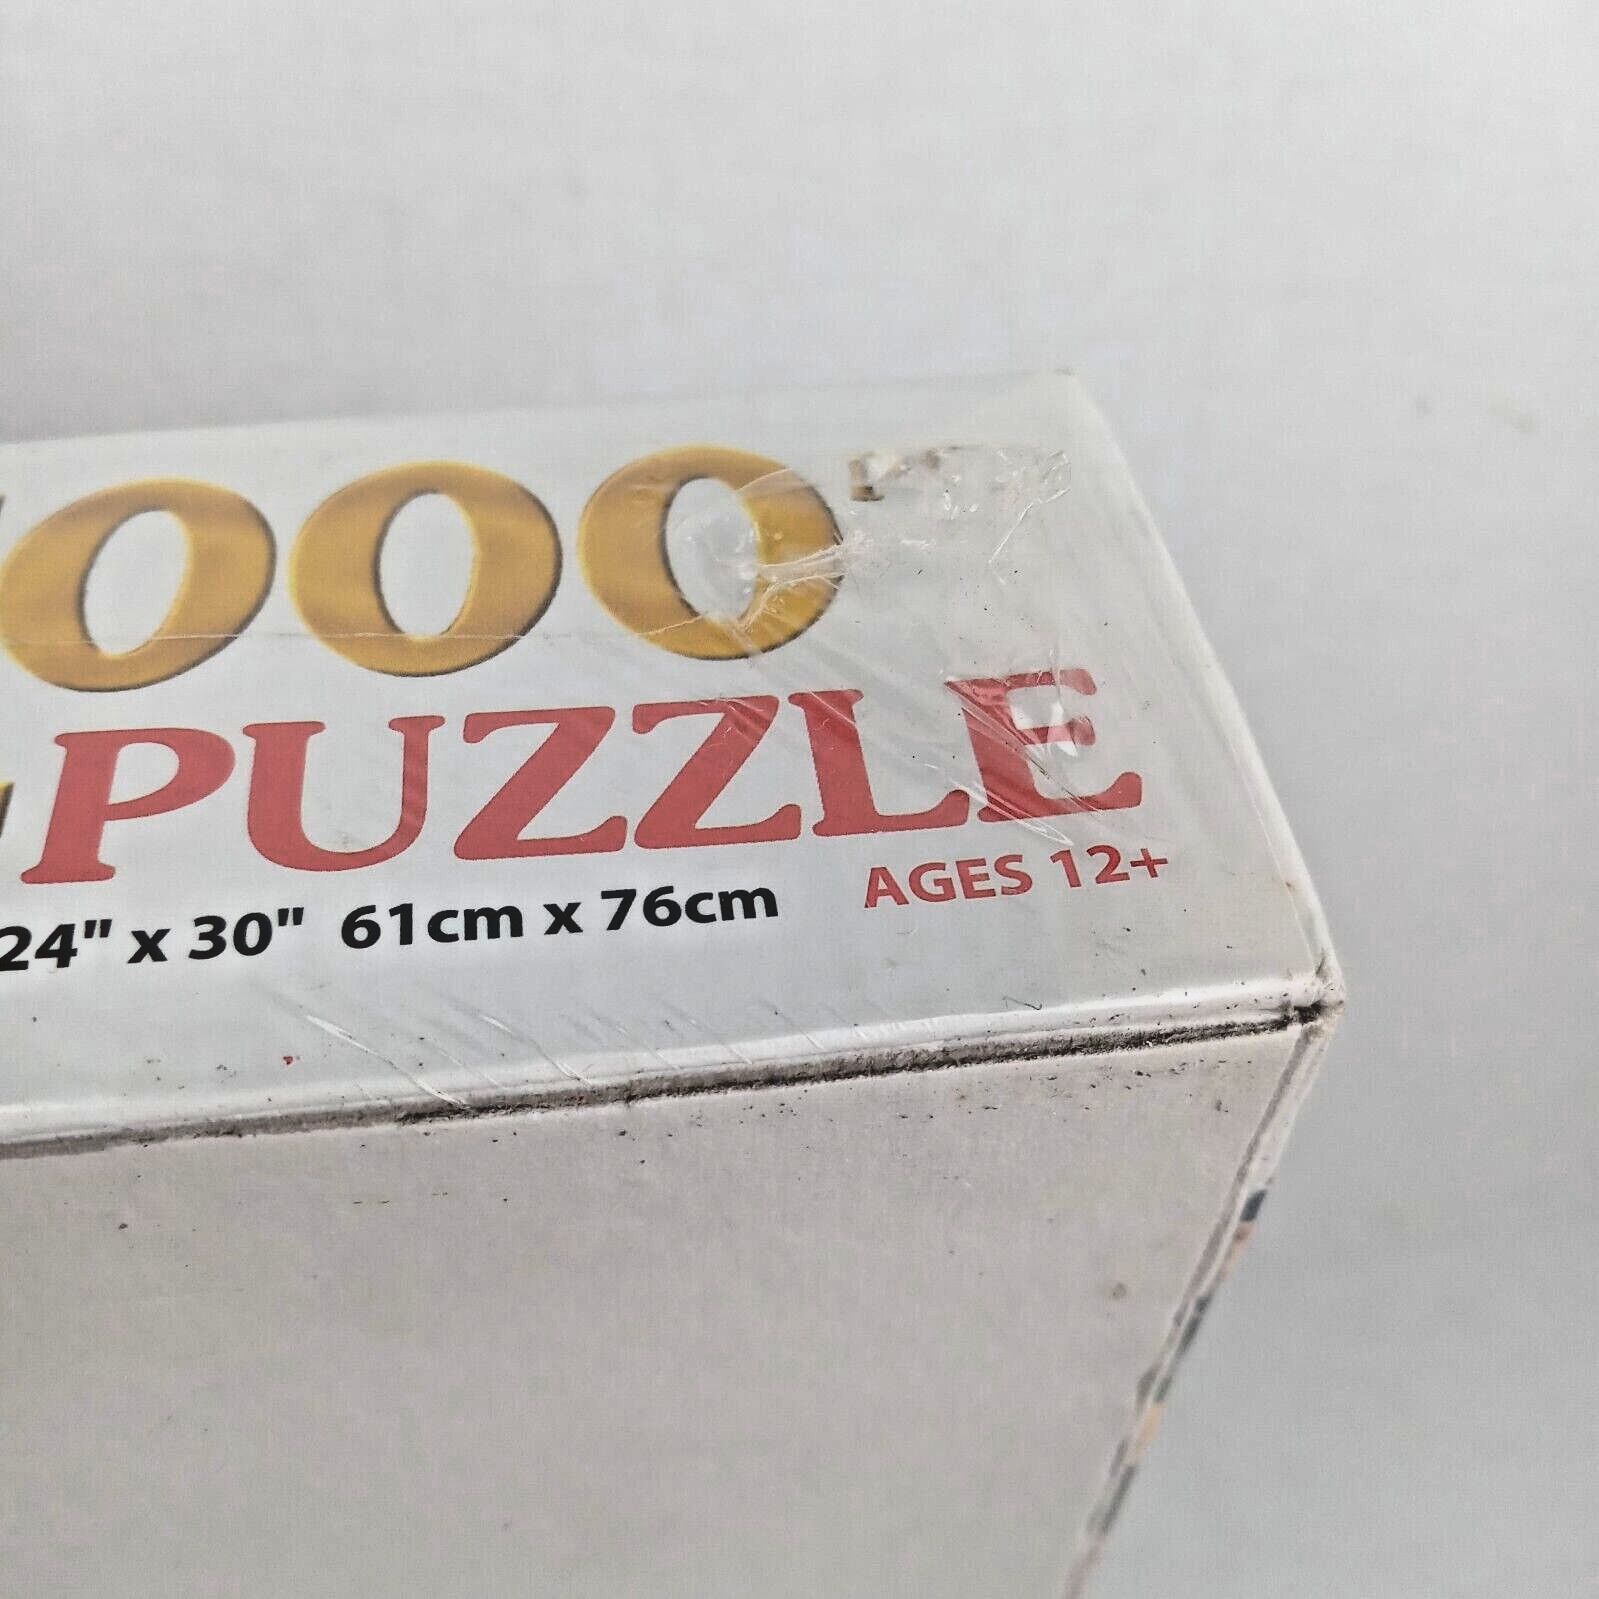 000
PUZZLE
24" x 30" 61cm x 76cm AGES 12+